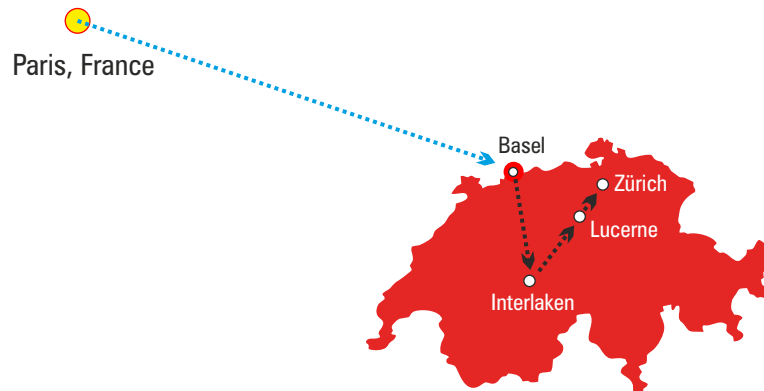 Paris, France
Basel
Zürich
Lucerne
Interlaken